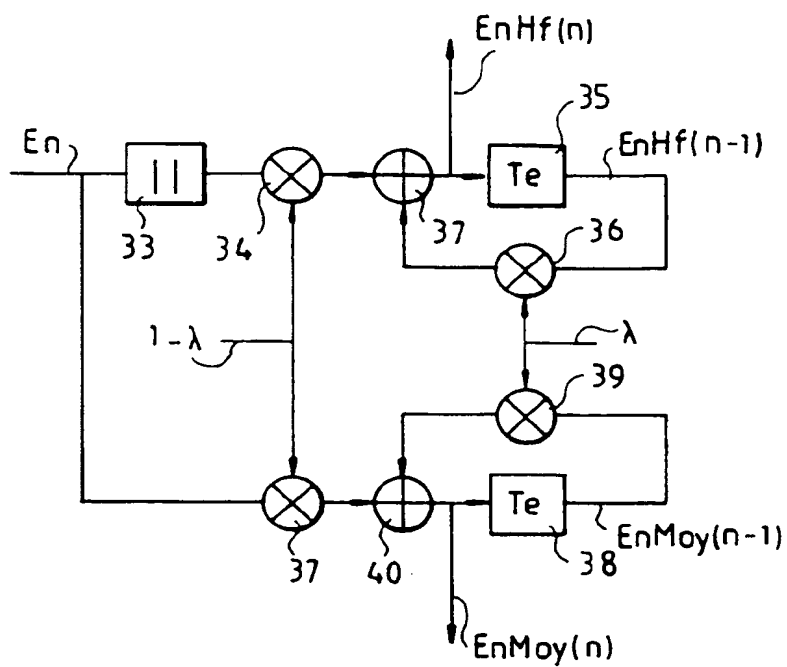 EnHf(n)
35
En
EnHf(n-1)
||
Te
33
34
37
36
1-λ
λ
39
Te
37
40
38
EnMoy(n-1)
EnMoy(n)